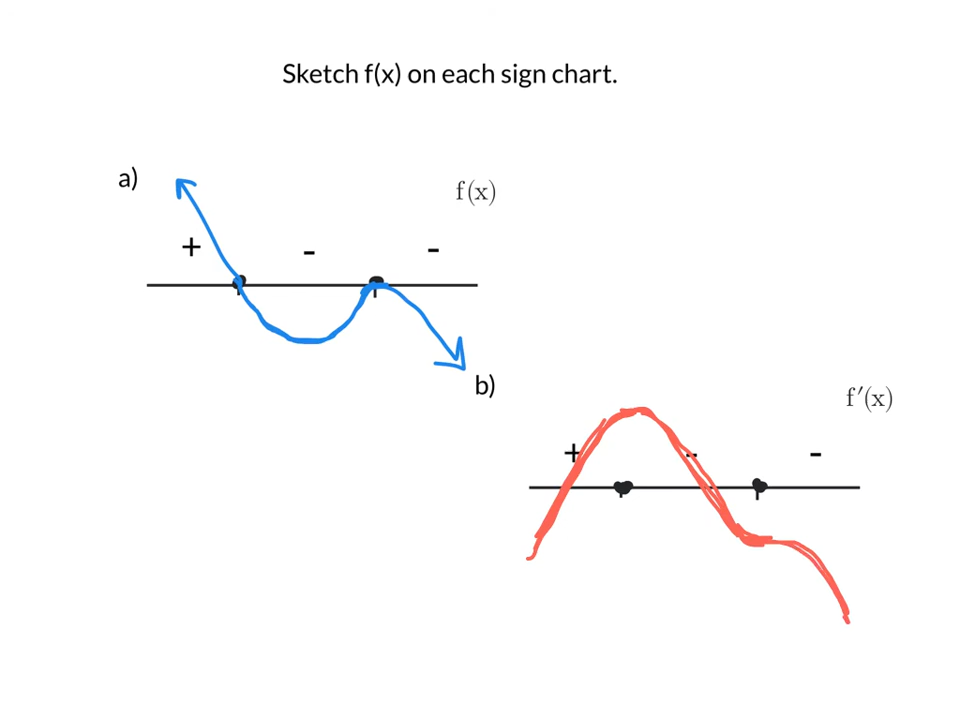 Sketch f(x) on each sign chart.
a)
f(x)
+ - -
b)
f′(x)
+ - -